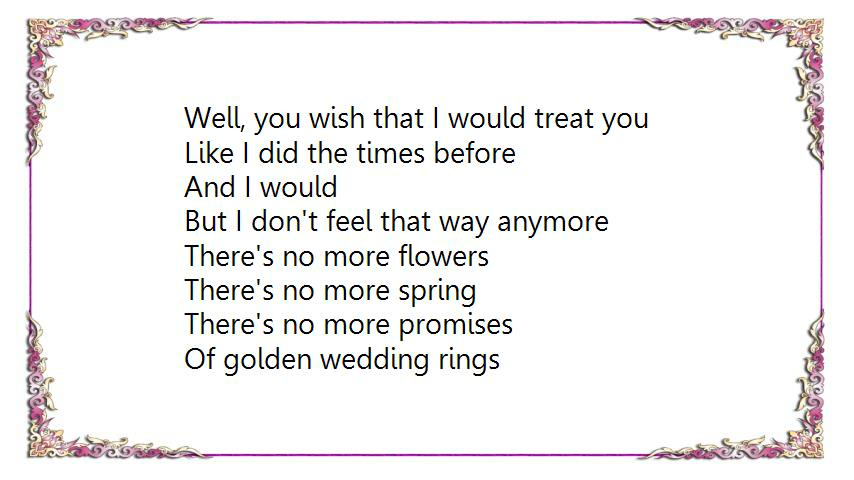 Well, you wish that I would treat you
Like I did the times before
And I would
But I don't feel that way anymore
There's no more flowers
There's no more spring
There's no more promises
Of golden wedding rings